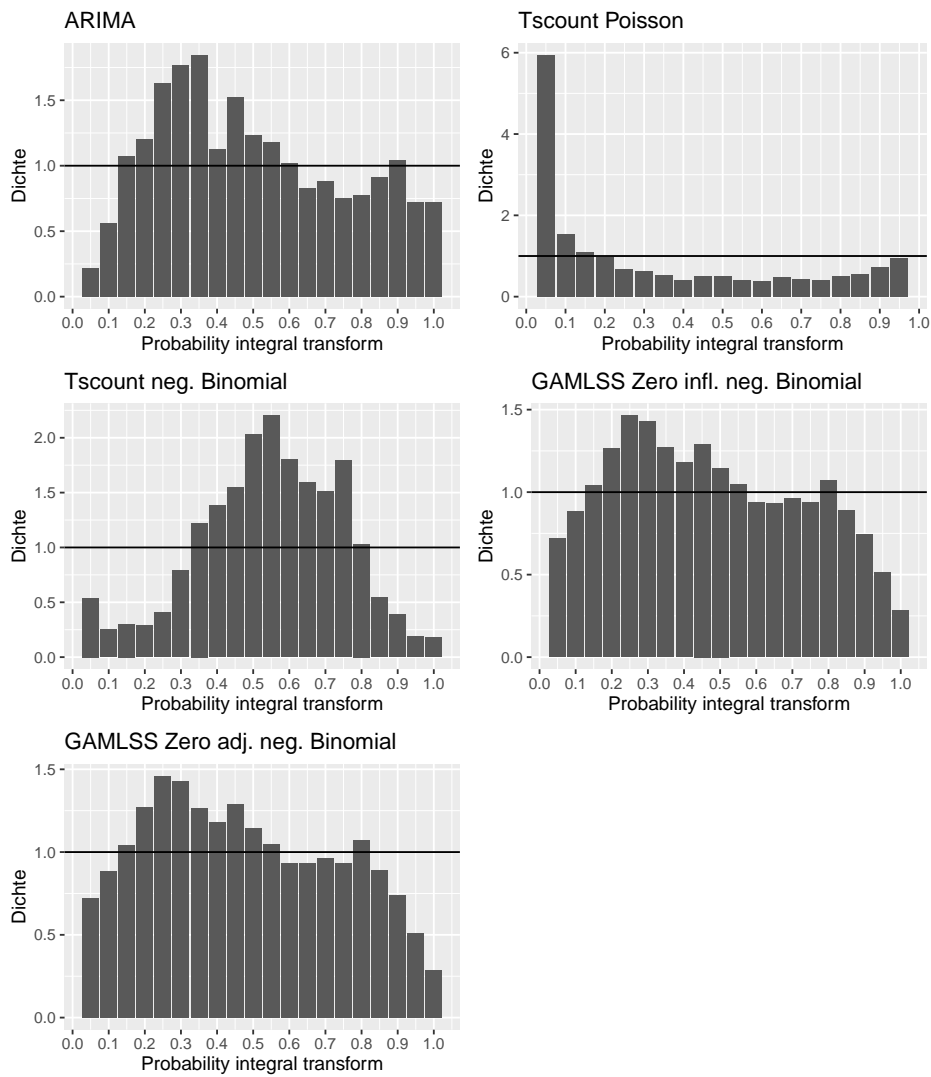 ARIMA
Dichte
1.5
1.0
0.5
0.0
0.0 0.1 0.2 0.3 0.4 0.5 0.6 0.7 0.8 0.9 1.0
Probability integral transform
Tscount Poisson
Dichte
6
4
2
0
0.0 0.1 0.2 0.3 0.4 0.5 0.6 0.7 0.8 0.9 1.0
Probability integral transform
Tscount neg. Binomial
Dichte
2.0
1.5
1.0
0.5
0.0
0.0 0.1 0.2 0.3 0.4 0.5 0.6 0.7 0.8 0.9 1.0
Probability integral transform
GAMLSS Zero infl. neg. Binomial
Dichte
1.5
1.0
0.5
0.0
0.0 0.1 0.2 0.3 0.4 0.5 0.6 0.7 0.8 0.9 1.0
Probability integral transform
GAMLSS Zero adj. neg. Binomial
Dichte
1.5
1.0
0.5
0.0
0.0 0.1 0.2 0.3 0.4 0.5 0.6 0.7 0.8 0.9 1.0
Probability integral transform